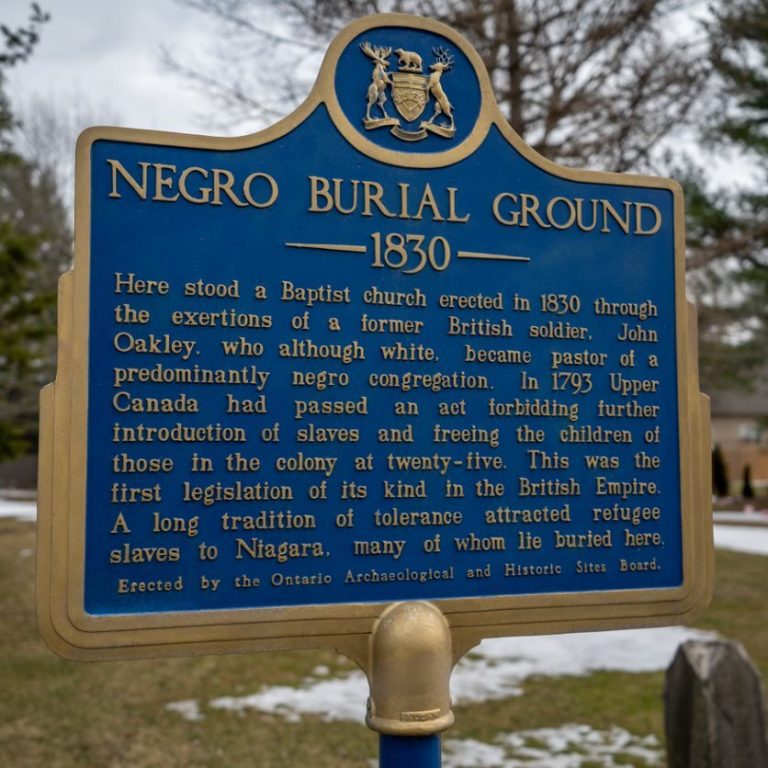 NEGRO BURIAL GROUND
1830
Here stood a Baptist church erected in 1830 through
the exertions of a former British soldier, John
Oakley, who although white, became pastor of a
predominantly negro congregation. In 1793 Upper
Canada had passed an act forbidding further
introduction of slaves and freeing the children of
those in the colony at twenty-five. This was the
first legislation of its kind in the British Empire.
A long tradition of tolerance attracted refugee
slaves to Niagara, many of whom lie buried here.
Erected by the Ontario Archaeological and Historic Sites Board.